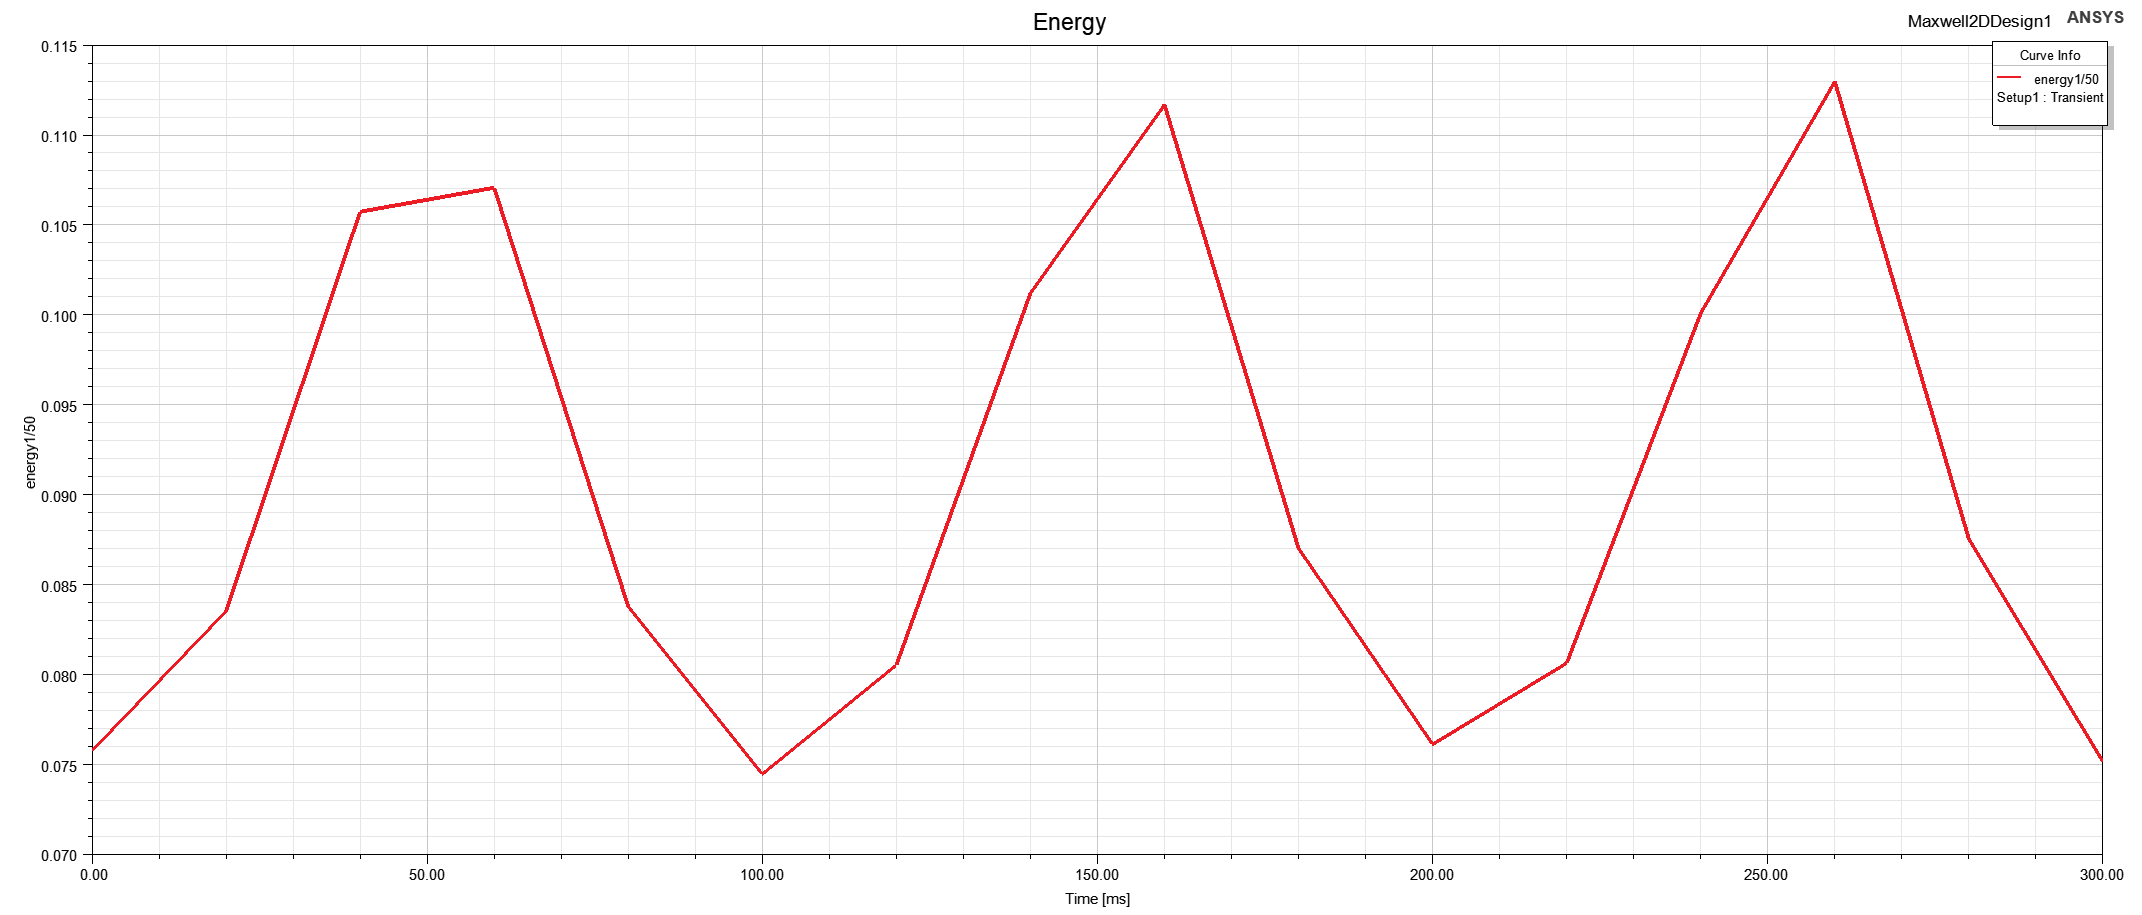 Energy
Maxwell2DDesign1
ANSYS
Curve Info
energy1/50
Setup1 : Transient
0.115
0.110
0.105
0.100
0.095
0.090
0.085
0.080
0.075
0.070
energy1/50
0.00
50.00
100.00
150.00
200.00
250.00
300.00
Time [ms]